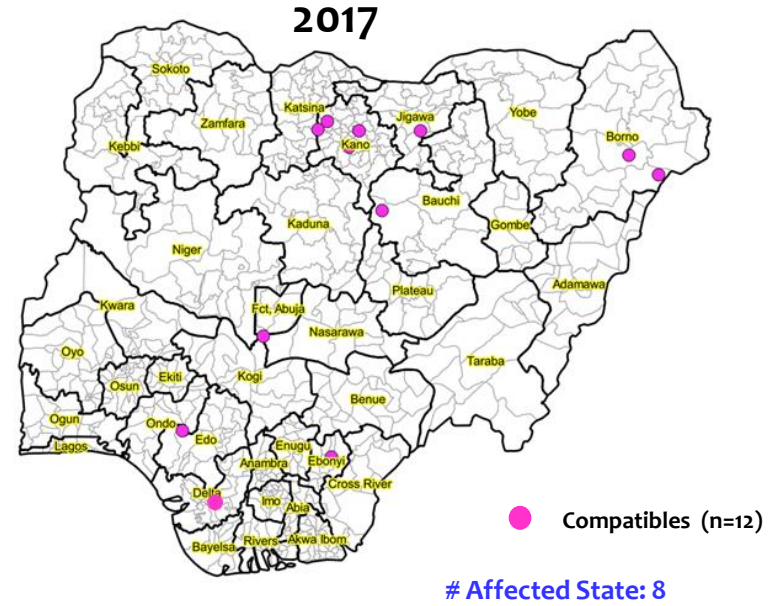 2017
Sokoto
Katsina
Zamfara
Jigawa
Yobe
Kebbi
Kano
Borno
Bauchi
Kaduna
Gombe
Niger
Plateau
Adamawa
Kwara
Fct, Abuja
Nasarawa
Oyo
Taraba
Osun
Ekiti
Kogi
Benue
Ogun
Ondo
Edo
Lagos
Enugu
Anambra
Ebonyi
Cross River
Delta
Imo
Abia
Bayelsa
Rivers
Akwa Ibom
Compatibles (n=12)
# Affected State: 8